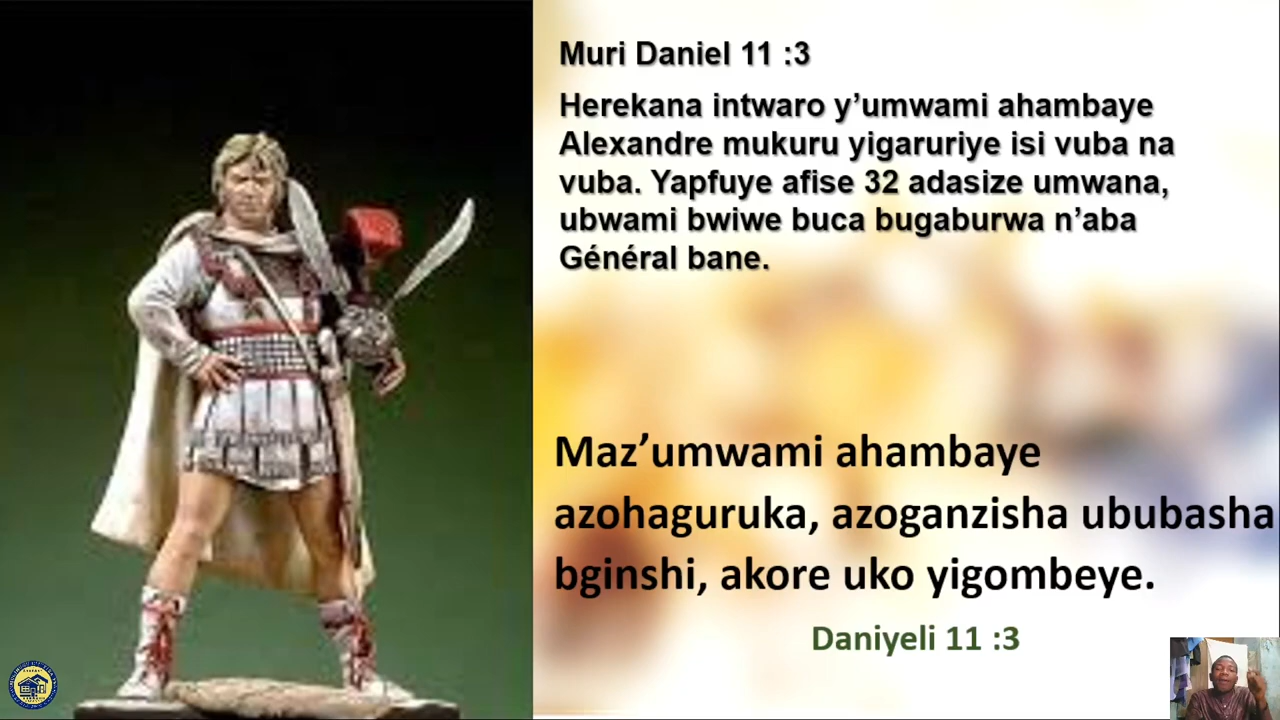 Muri Daniel 11 :3
Herekana intwaro y’umwami ahambaye
Alexandre mukuru yigaruriye isi vuba na
vuba. Yapfuye afise 32 adasize umwana,
ubwami bwiwe buca bugaburwa n’aba
Général bane.
Maz’umwami ahambaye
azohaguruka, azoganzisha ububasha
bginshi, akore uko yigombeye.
Daniyeli 11 :3